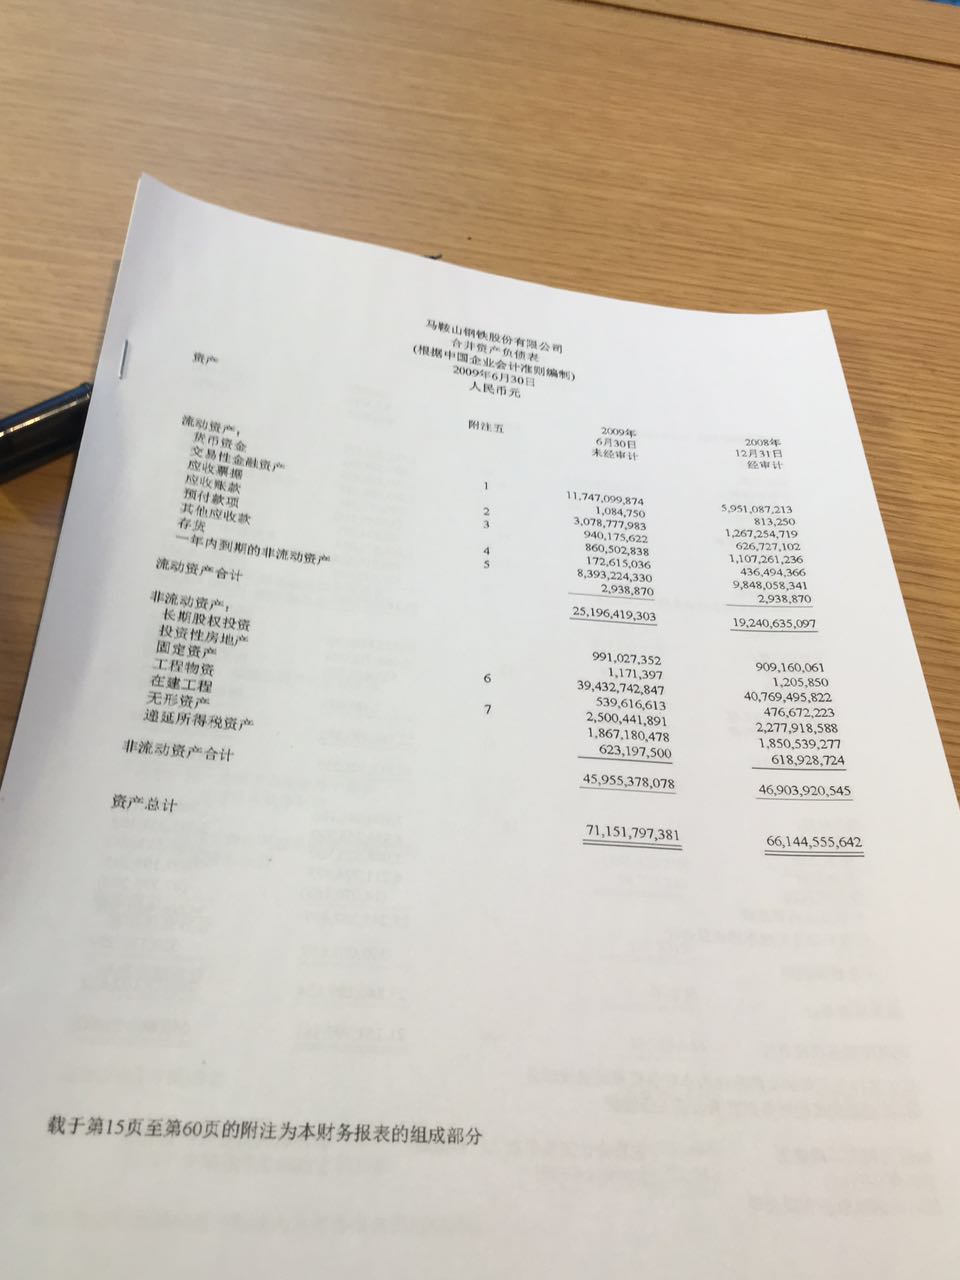 马鞍山钢铁股份有限公司
合并资产负债表
(根据中国企业会计准则编制)
2009年6月30日
人民币元
资产
附注五 2009年 2008年
6月30日 12月31日
未经审计 经审计
流动资产：
货币资金 1 11,747,099,874 5,951,087,213
交易性金融资产 1,084,750 813,250
应收票据 2 3,078,777,983 1,267,254,719
应收账款 3 940,175,622 626,727,102
预付款项 860,502,838 1,107,261,236
其他应收款 4 172,615,036 436,494,366
存货 5 8,393,224,330 9,848,058,341
一年内到期的非流动资产 2,938,870 2,938,870
流动资产合计 25,196,419,303 19,240,635,097
非流动资产：
长期股权投资 991,027,352 909,160,061
投资性房地产 1,171,397 1,205,850
固定资产 6 39,432,742,847 40,769,495,822
工程物资 539,616,613 476,672,223
在建工程 7 2,500,441,891 2,277,918,588
无形资产 1,867,180,478 1,850,539,277
递延所得税资产 623,197,500 618,928,724
非流动资产合计 45,955,378,078 46,903,920,545
资产总计 71,151,797,381 66,144,555,642
载于第15页至第60页的附注为本财务报表的组成部分